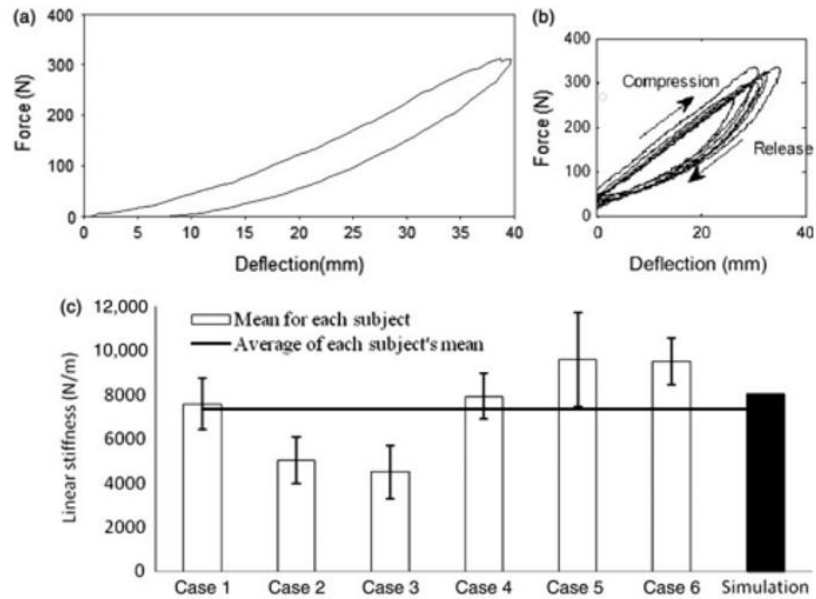 (a)
400
300
200
100
0
Force (N)
0 5 10 15 20 25 30 35 40
Deflection(mm)
(b)
400
300
200
100
0
Force (N)
Compression
Release
0 20 40
Deflection (mm)
(c)
12,000
10,000
8000
6000
4000
2000
0
Linear stiffness (N/m)
Mean for each subject
Average of each subject's mean
Case 1 Case 2 Case 3 Case 4 Case 5 Case 6 Simulation